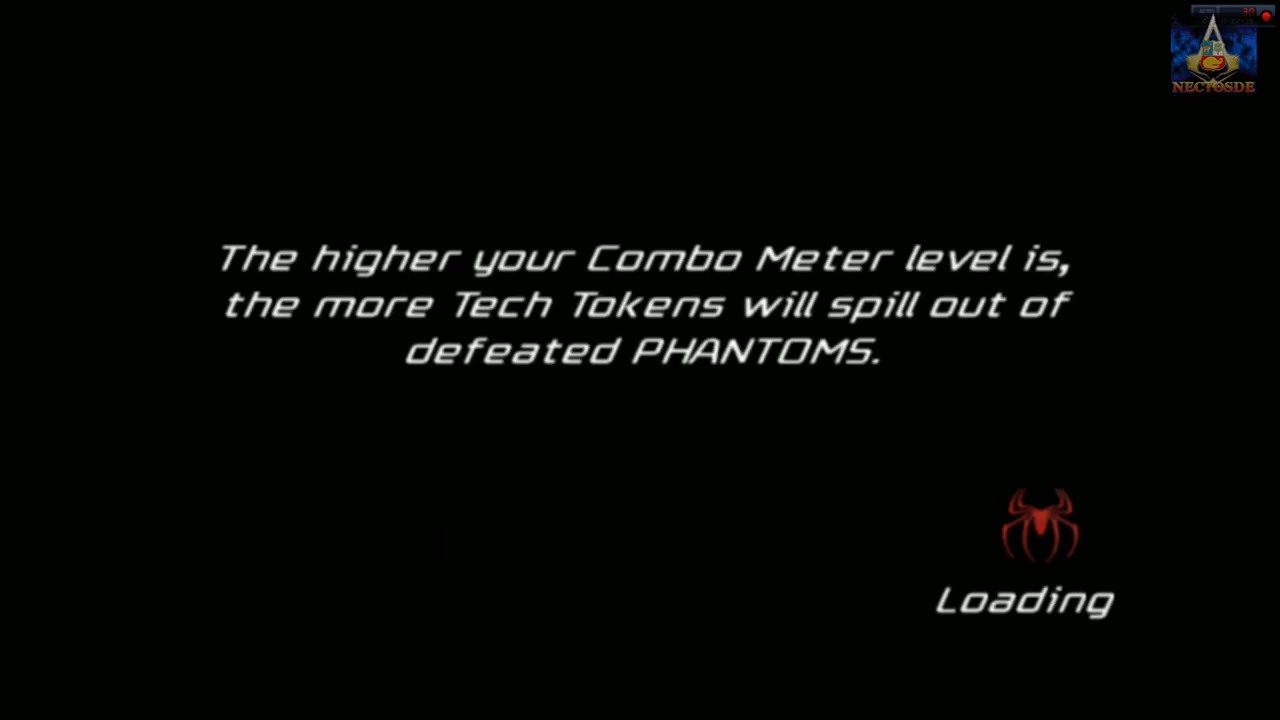 NECTOSDE
The higher your Combo Meter level is,
the more Tech Tokens will spill out of
defeated PHANTOMS.
Loading